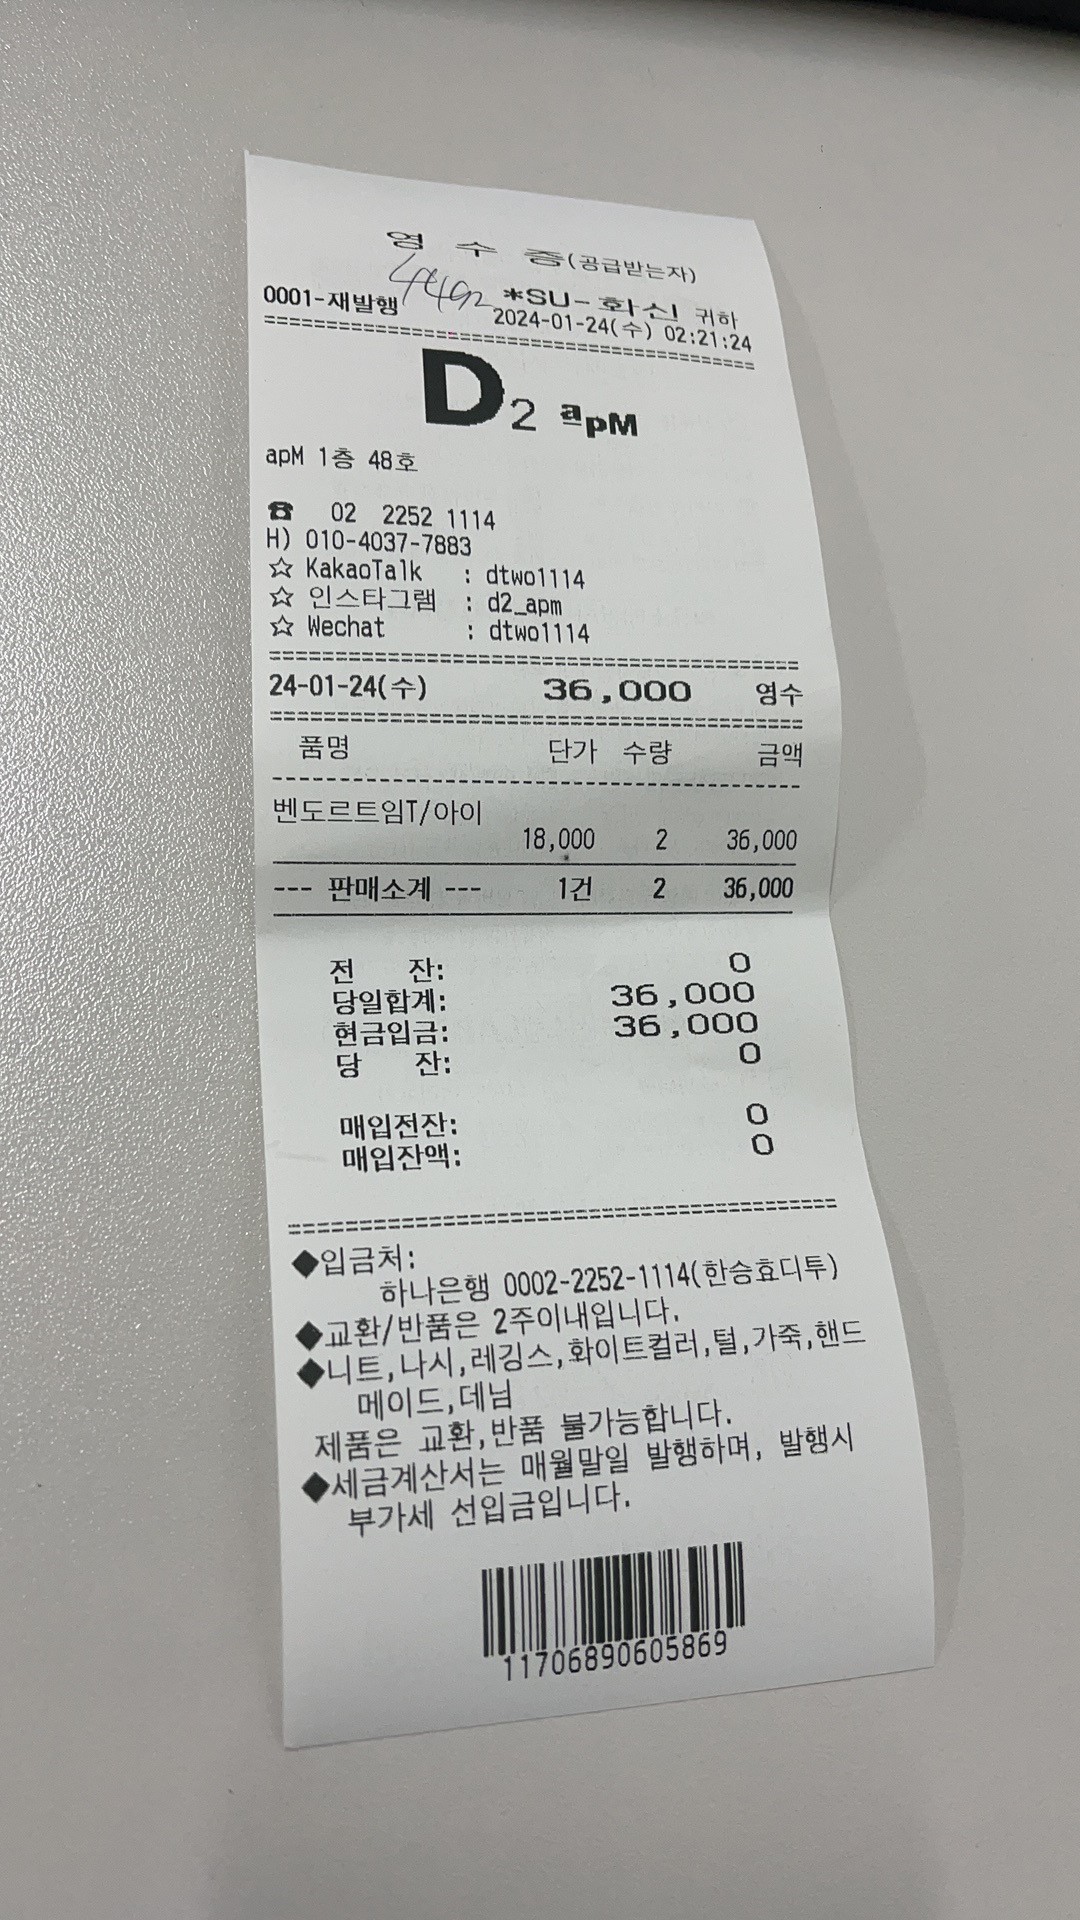 영 수 증(공급받는자)
4492
0001-재발행 *SU-화신 귀하
2024-01-24(수) 02:21:24
================================================
D2 apM
apM 1층 48호
☎ 02 2252 1114
H) 010-4037-7883
☆ KakaoTalk : dtwo1114
☆ 인스타그램 : d2_apm
☆ Wechat : dtwo1114
==========================================
24-01-24(수) 36,000 영수
==========================================
품명 단가 수량 금액
------------------------------------------
벤도르트임T/아이
18,000 2 36,000
--- 판매소계 --- 1건 2 36,000
전 잔: 0
당일합계: 36,000
현금입금: 36,000
당 잔: 0
매입전잔: 0
매입잔액: 0
==========================================
◆입금처:
하나은행 0002-2252-1114(한승효디투)
◆교환/반품은 2주이내입니다.
◆니트,나시,레깅스,화이트컬러,털,가죽,핸드
메이드,데님
제품은 교환,반품 불가능합니다.
◆세금계산서는 매월말일 발행하며, 발행시
부가세 선입금입니다.
11706890605869